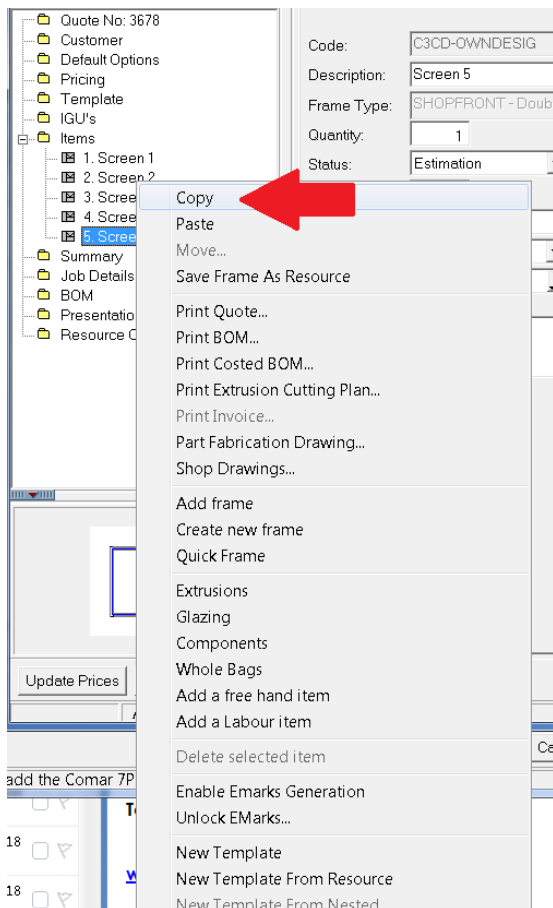 Quote No: 3678
Customer
Default Options
Pricing
Template
IGU's
Items
1. Screen 1
2. Screen 2
3. Scree
4. Scree
5. Scree
Summary
Job Details
BOM
Presentatio
Resource C
Code:
C3CD-OWNDESIG
Description:
Screen 5
Frame Type:
SHOPFRONT - Doub
Quantity:
1
Status:
Estimation
Copy
Paste
Move...
Save Frame As Resource
Print Quote...
Print BOM...
Print Costed BOM...
Print Extrusion Cutting Plan...
Print Invoice...
Part Fabrication Drawing...
Shop Drawings...
Add frame
Create new frame
Quick Frame
Extrusions
Glazing
Components
Whole Bags
Add a free hand item
Add a Labour item
Delete selected item
Enable Emarks Generation
Unlock EMarks...
New Template
New Template From Resource
New Template From Nested
Update Prices
Ca
add the Comar 7P
T
18
w
18